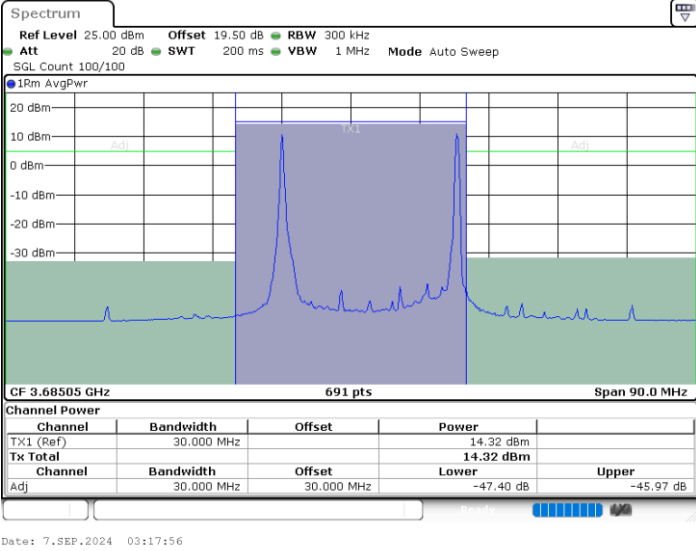 Spectrum
Ref Level 25.00 dBm Offset 19.50 dB RBW 300 kHz
Att 20 dB SWT 200 ms VBW 1 MHz Mode Auto Sweep
SGL Count 100/100
1Rm AvgPwr
20 dBm
TX1
10 dBm
Adj Adj
0 dBm
-10 dBm
-20 dBm
-30 dBm
CF 3.68505 GHz 691 pts Span 90.0 MHz
Channel Power
Channel Bandwidth Offset Power
TX1 (Ref) 30.000 MHz 14.32 dBm
Tx Total 14.32 dBm
Channel Bandwidth Offset Lower Upper
Adj 30.000 MHz 30.000 MHz -47.40 dB -45.97 dB
Ready
Date: 7.SEP.2024 03:17:56